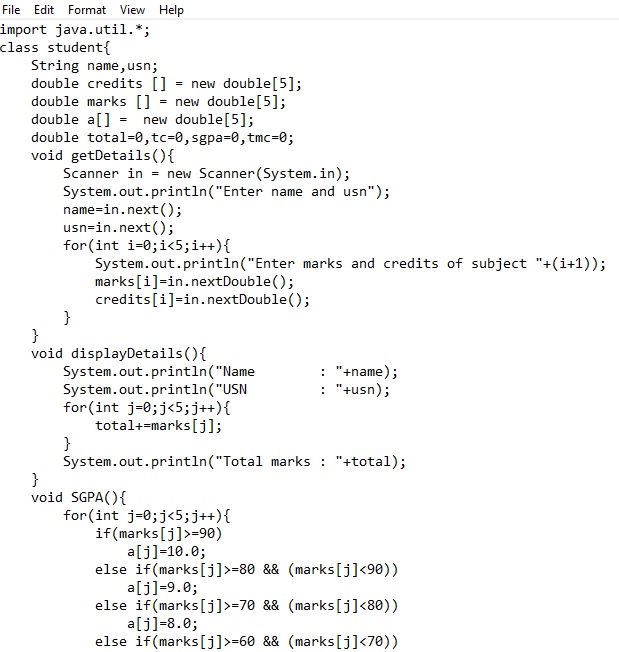 File Edit Format View Help
import java.util.*;
class student{
    String name,usn;
    double credits [] = new double[5];
    double marks [] = new double[5];
    double a[] =  new double[5];
    double total=0,tc=0,sgpa=0,tmc=0;
    void getDetails(){
        Scanner in = new Scanner(System.in);
        System.out.println("Enter name and usn");
        name=in.next();
        usn=in.next();
        for(int i=0;i<5;i++){
            System.out.println("Enter marks and credits of subject "+(i+1));
            marks[i]=in.nextDouble();
            credits[i]=in.nextDouble();
        }
    }
    void displayDetails(){
        System.out.println("Name        : "+name);
        System.out.println("USN         : "+usn);
        for(int j=0;j<5;j++){
            total+=marks[j];
        }
        System.out.println("Total marks : "+total);
    }
    void SGPA(){
        for(int j=0;j<5;j++){
            if(marks[j]>=90)
                a[j]=10.0;
            else if(marks[j]>=80 && (marks[j]<90))
                a[j]=9.0;
            else if(marks[j]>=70 && (marks[j]<80))
                a[j]=8.0;
            else if(marks[j]>=60 && (marks[j]<70))